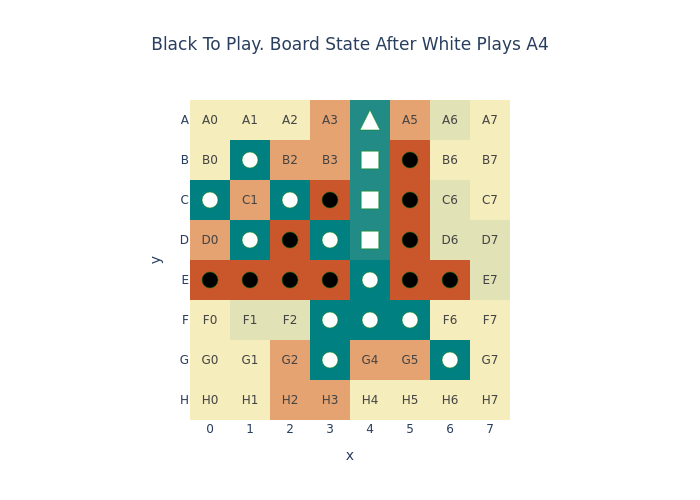 Black To Play. Board State After White Plays A4
A A0 A1 A2 A3 A5 A6 A7
B B0 B2 B3 B6 B7
C C1 C6 C7
D D0 D6 D7
E E7
F F0 F1 F2 F6 F7
G G0 G1 G2 G4 G5 G7
H H0 H1 H2 H3 H4 H5 H6 H7
0 1 2 3 4 5 6 7
x
y